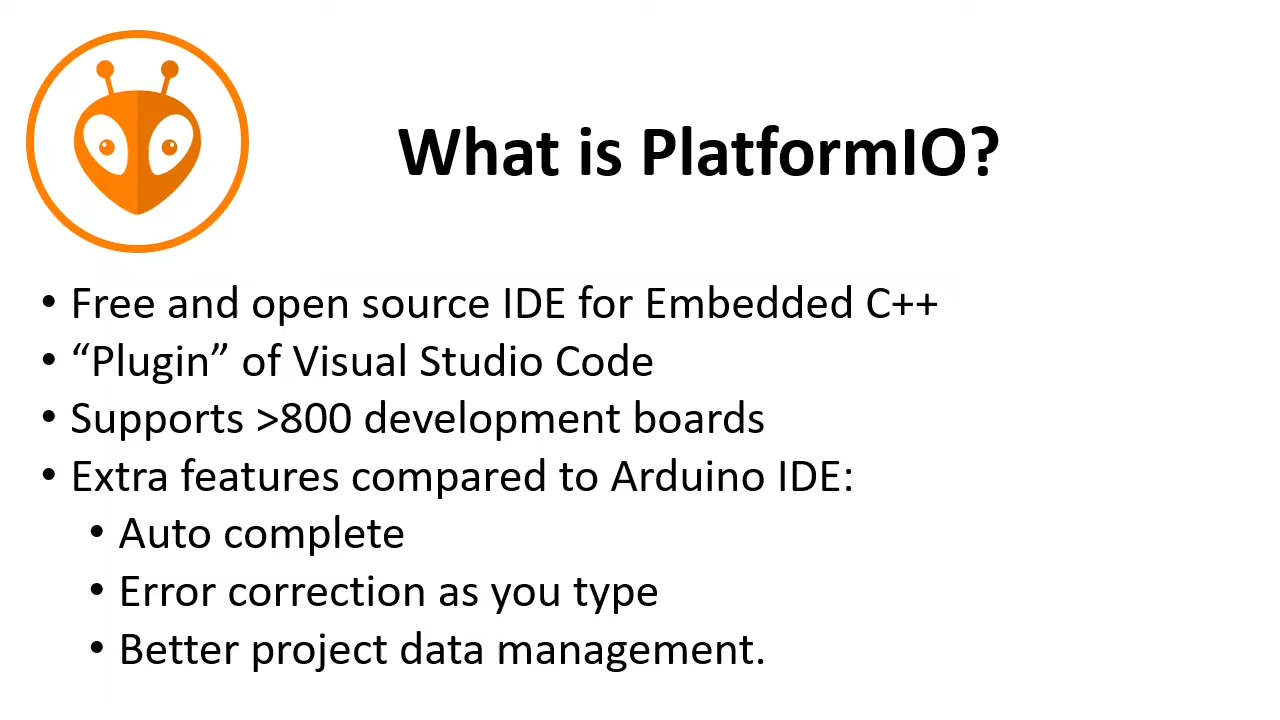 What is PlatformIO?
• Free and open source IDE for Embedded C++
• “Plugin” of Visual Studio Code
• Supports >800 development boards
• Extra features compared to Arduino IDE:
• Auto complete
• Error correction as you type
• Better project data management.